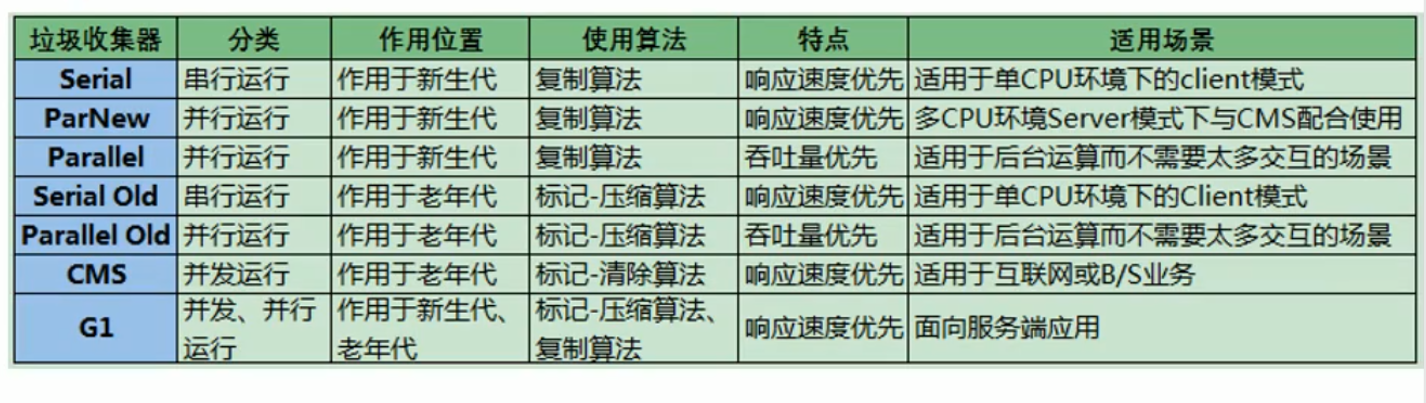 垃圾收集器 分类 作用位置 使用算法 特点 适用场景
Serial 串行运行 作用于新生代 复制算法 响应速度优先 适用于单CPU环境下的client模式
ParNew 并行运行 作用于新生代 复制算法 响应速度优先 多CPU环境Server模式下与CMS配合使用
Parallel 并行运行 作用于新生代 复制算法 吞吐量优先 适用于后台运算而不需要太多交互的场景
Serial Old 串行运行 作用于老年代 标记-压缩算法 响应速度优先 适用于单CPU环境下的Client模式
Parallel Old 并行运行 作用于老年代 标记-压缩算法 吞吐量优先 适用于后台运算而不需要太多交互的场景
CMS 并发运行 作用于老年代 标记-清除算法 响应速度优先 适用于互联网或B/S业务
G1 并发、并行 作用于新生代、 标记-压缩算法、 响应速度优先 面向服务端应用
运行 老年代 复制算法